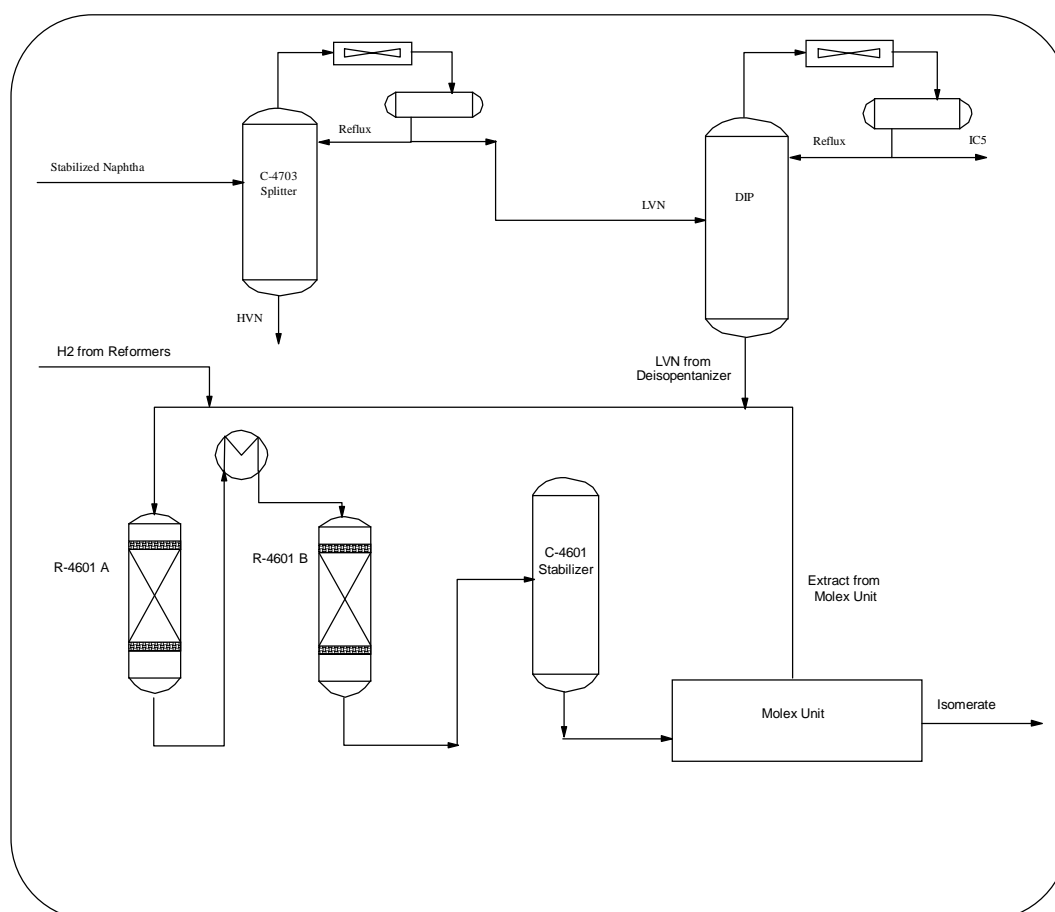 Reflux
Reflux
IC5
Stabilized Naphtha
C-4703
Splitter
DIP
LVN
HVN
H2 from Reformers
LVN from
Deisopentanizer
R-4601 A
R-4601 B
C-4601
Stabilizer
Extract from
Molex Unit
Molex Unit
Isomerate